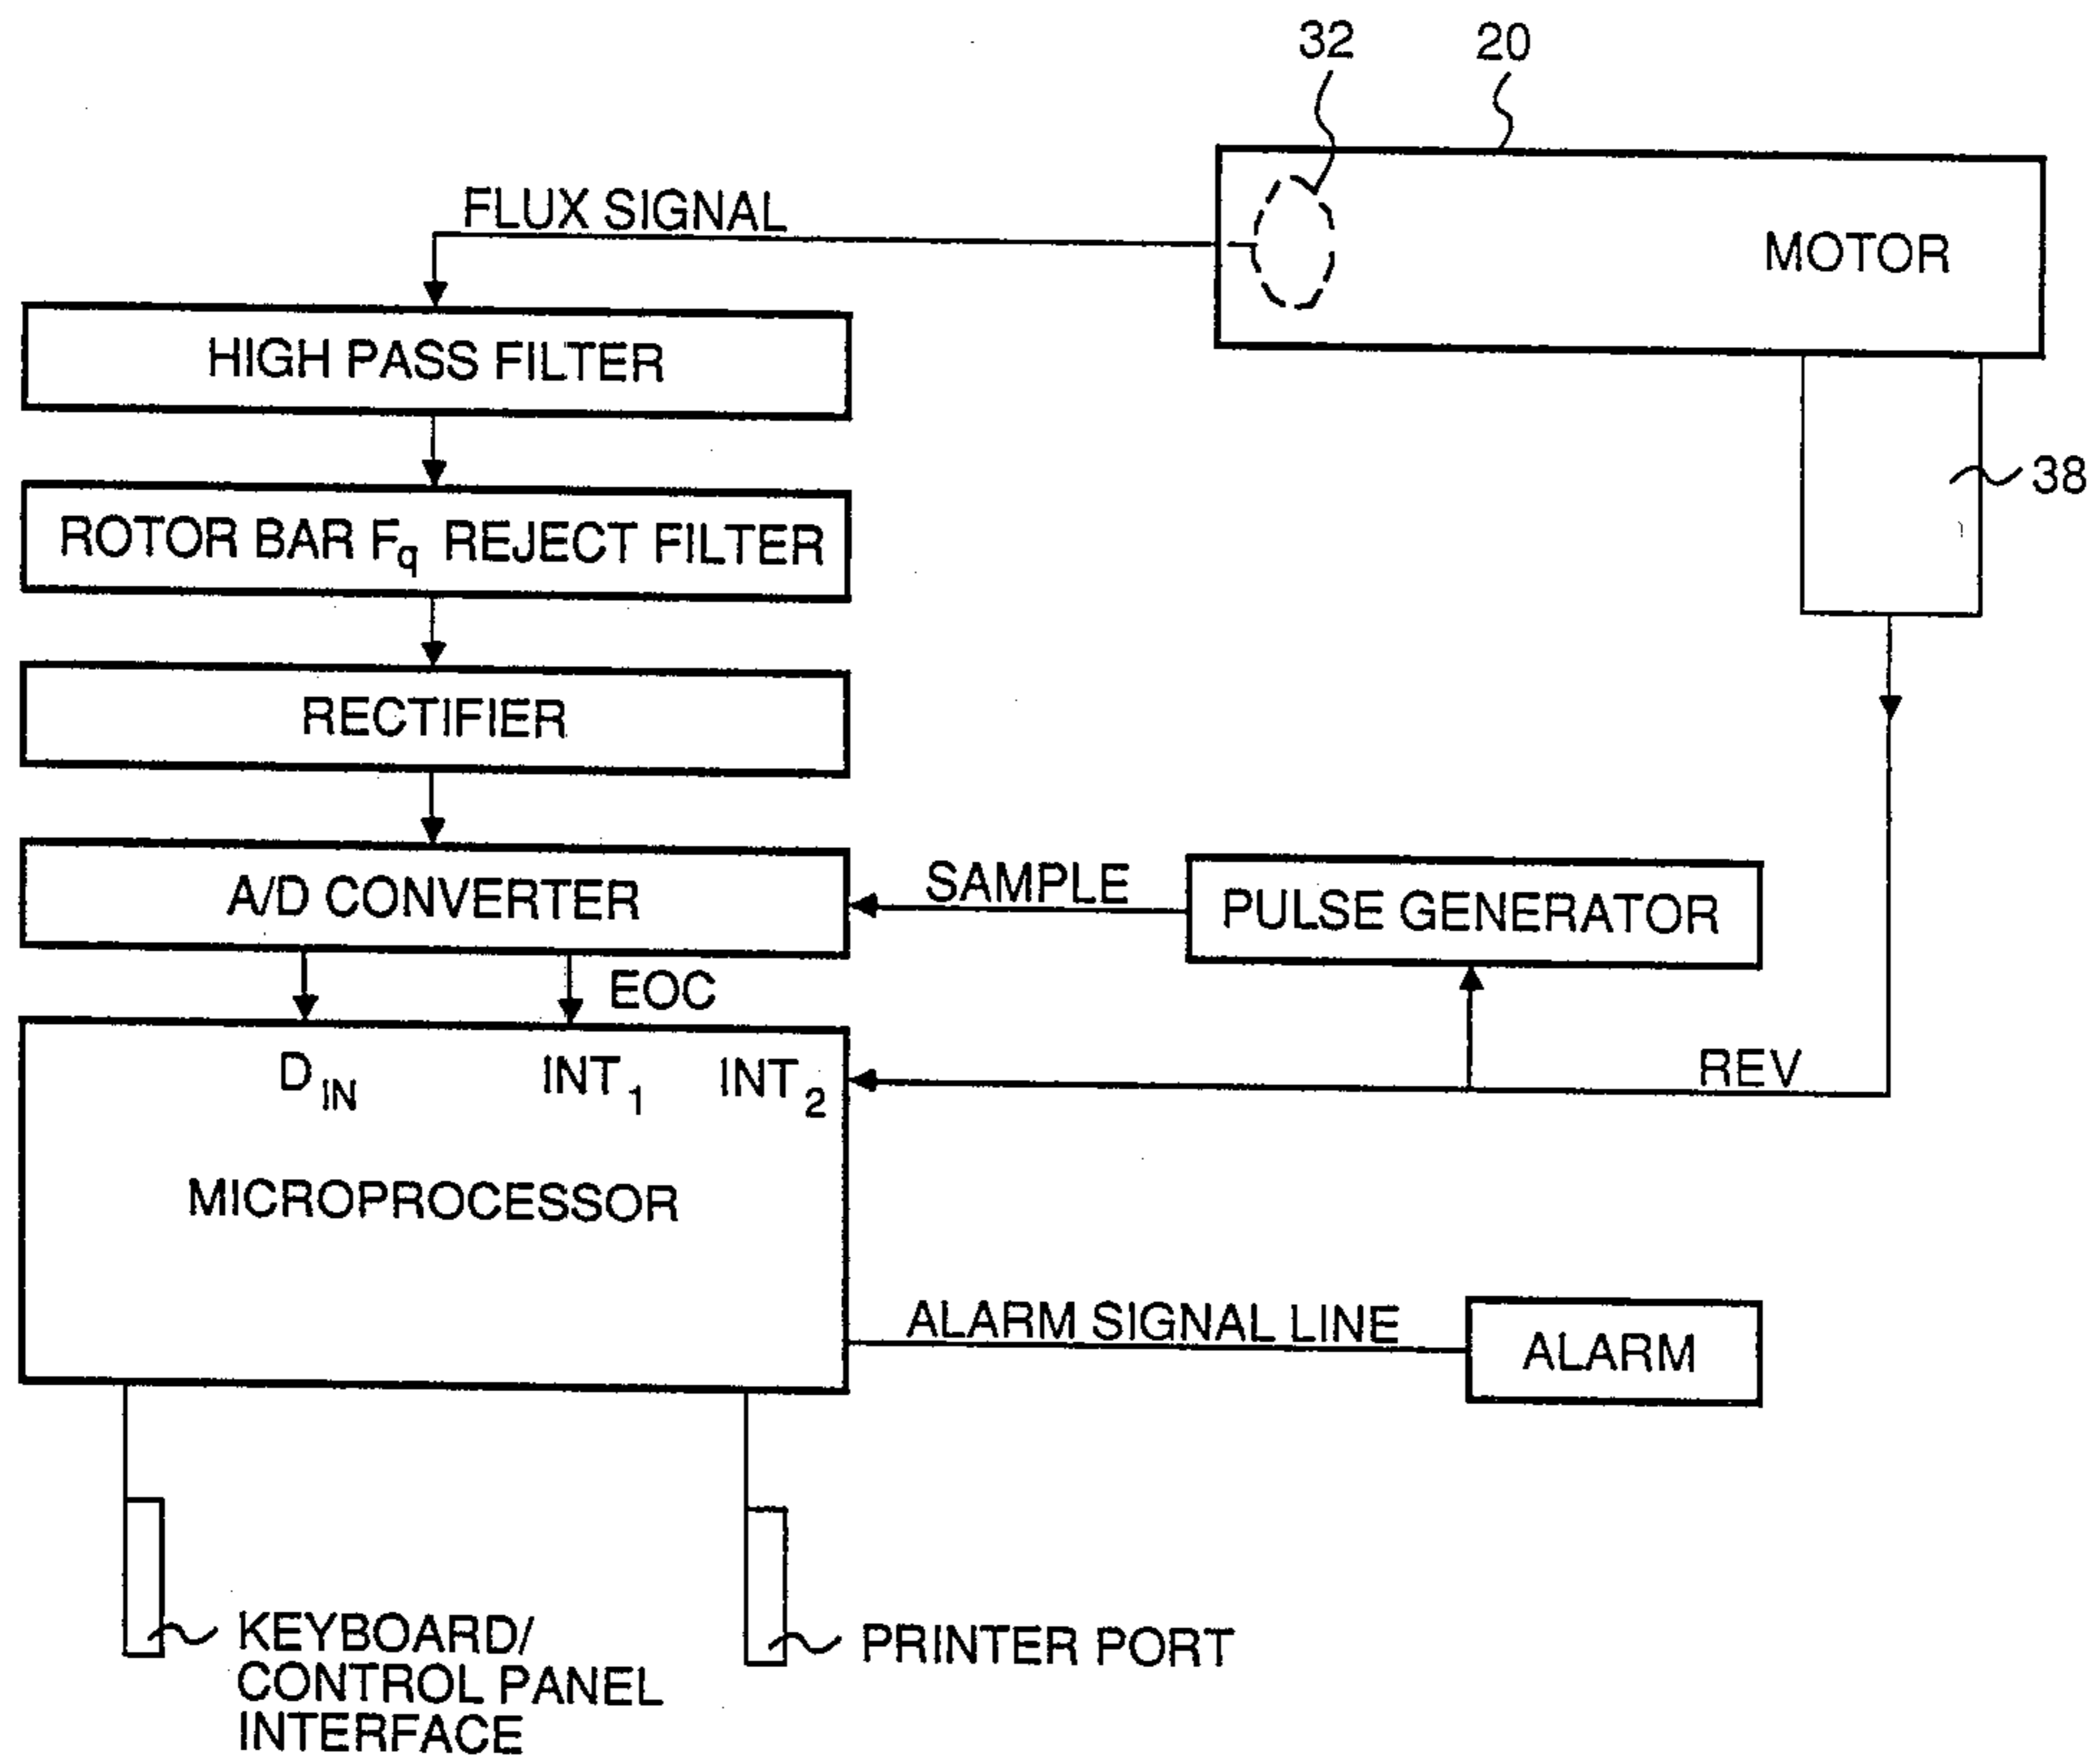 32
20
FLUX SIGNAL
MOTOR
HIGH PASS FILTER
38
ROTOR BAR Fq REJECT FILTER
RECTIFIER
A/D CONVERTER
SAMPLE
PULSE GENERATOR
EOC
DIN
INT1
INT2
REV
MICROPROCESSOR
ALARM SIGNAL LINE
ALARM
KEYBOARD/
CONTROL PANEL
INTERFACE
PRINTER PORT